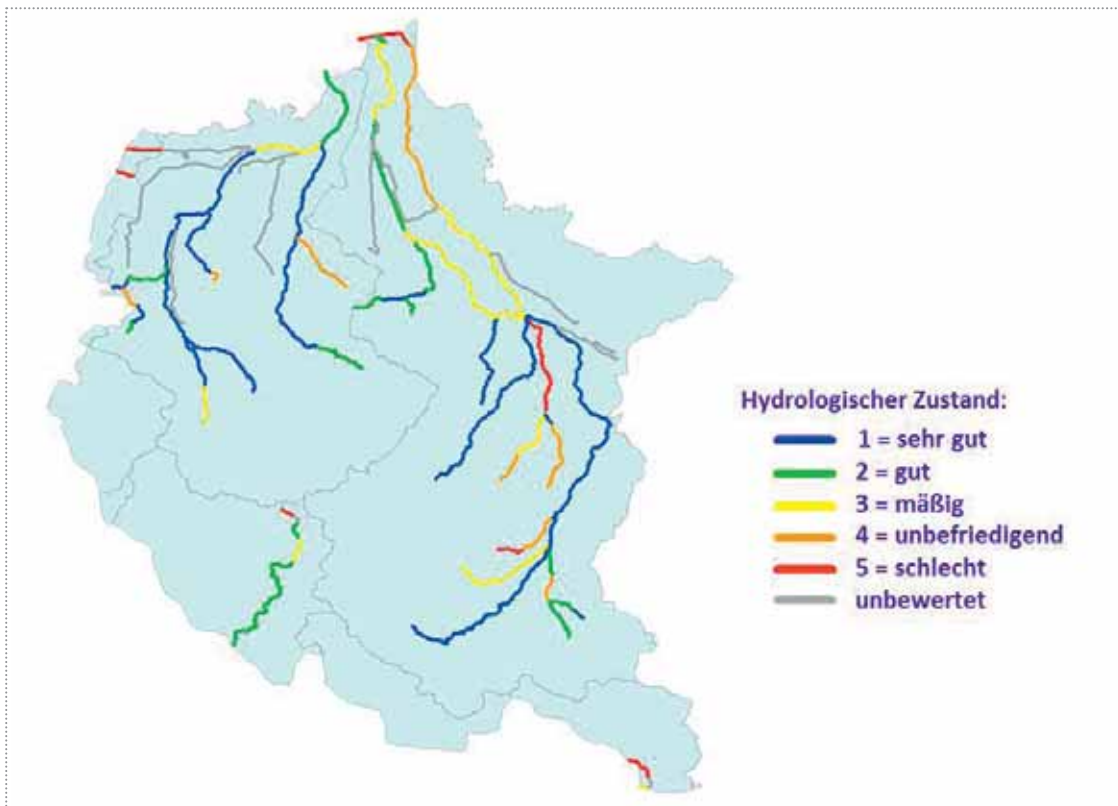 Hydrologischer Zustand:
1 = sehr gut
2 = gut
3 = mäßig
4 = unbefriedigend
5 = schlecht
unbewertet